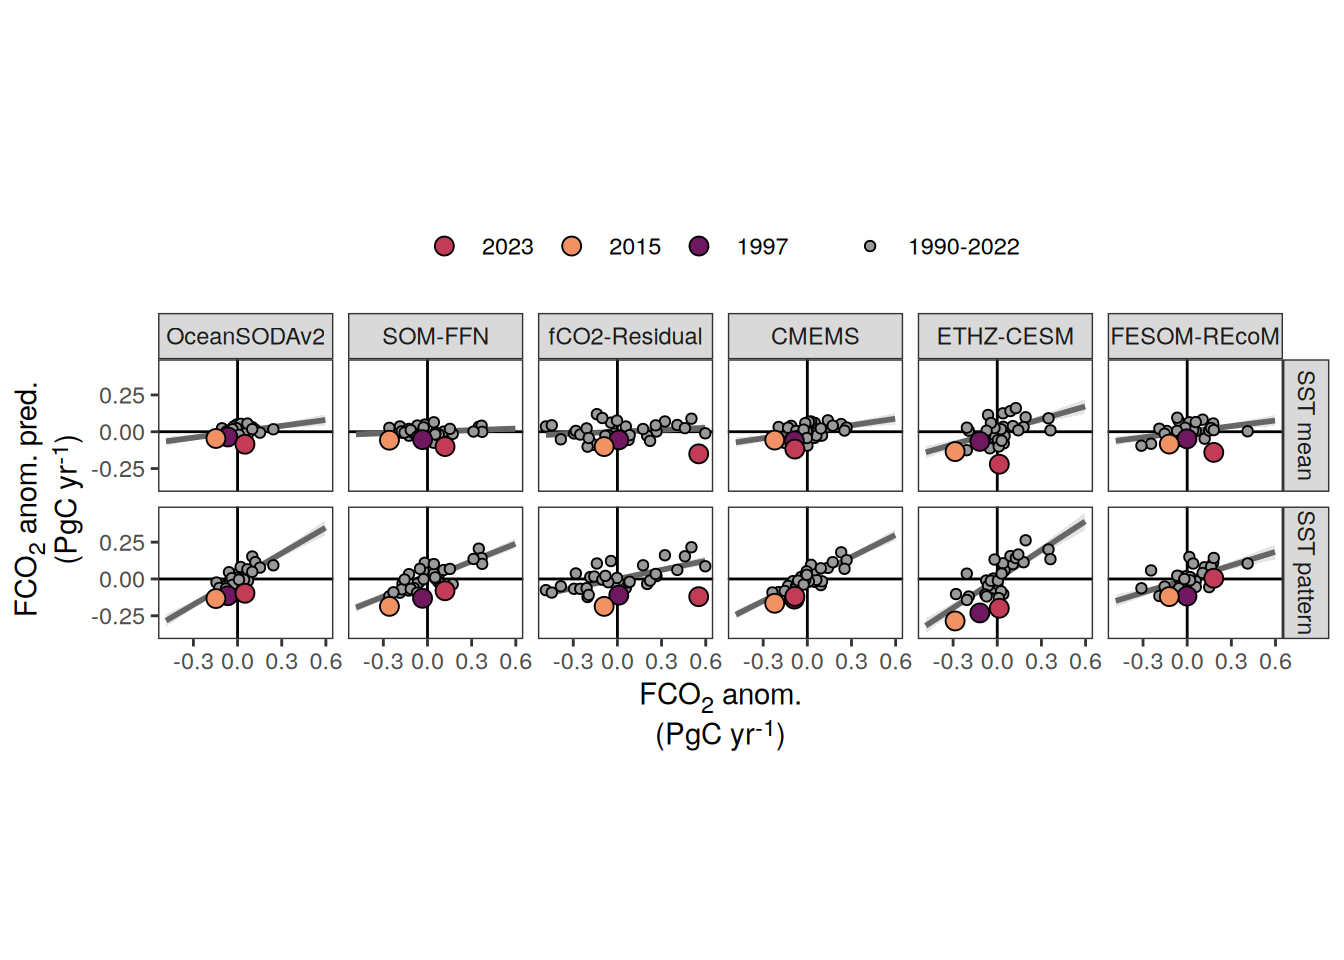 2023 2015 1997 1990-2022
OceanSODAv2 SOM-FFN fCO2-Residual CMEMS ETHZ-CESM FESOM-REcoM
FCO₂ anom. pred.
(PgC yr⁻¹)
0.25
0.00
-0.25
SST mean
0.25
0.00
-0.25
SST pattern
-0.3 0.0 0.3 0.6 -0.3 0.0 0.3 0.6 -0.3 0.0 0.3 0.6 -0.3 0.0 0.3 0.6 -0.3 0.0 0.3 0.6 -0.3 0.0 0.3 0.6
FCO₂ anom.
(PgC yr⁻¹)